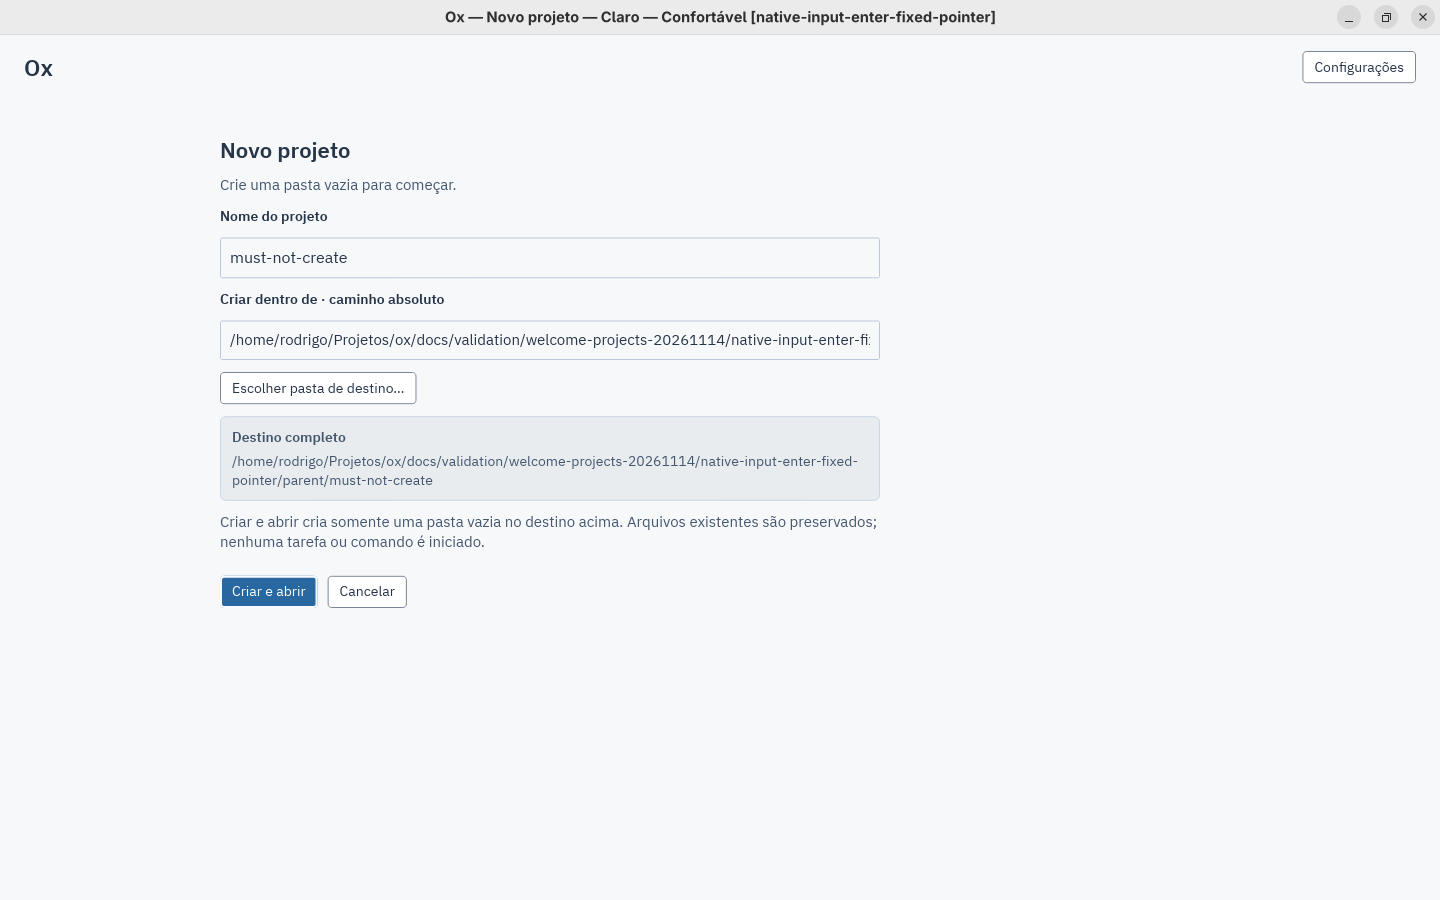 Ox — Novo projeto — Claro — Confortável [native-input-enter-fixed-pointer]
Ox
Configurações
Novo projeto
Crie uma pasta vazia para começar.
Nome do projeto
must-not-create
Criar dentro de · caminho absoluto
/home/rodrigo/Projetos/ox/docs/validation/welcome-projects-20261114/native-input-enter-fi
Escolher pasta de destino...
Destino completo
/home/rodrigo/Projetos/ox/docs/validation/welcome-projects-20261114/native-input-enter-fixed-
pointer/parent/must-not-create
Criar e abrir cria somente uma pasta vazia no destino acima. Arquivos existentes são preservados;
nenhuma tarefa ou comando é iniciado.
Criar e abrir
Cancelar